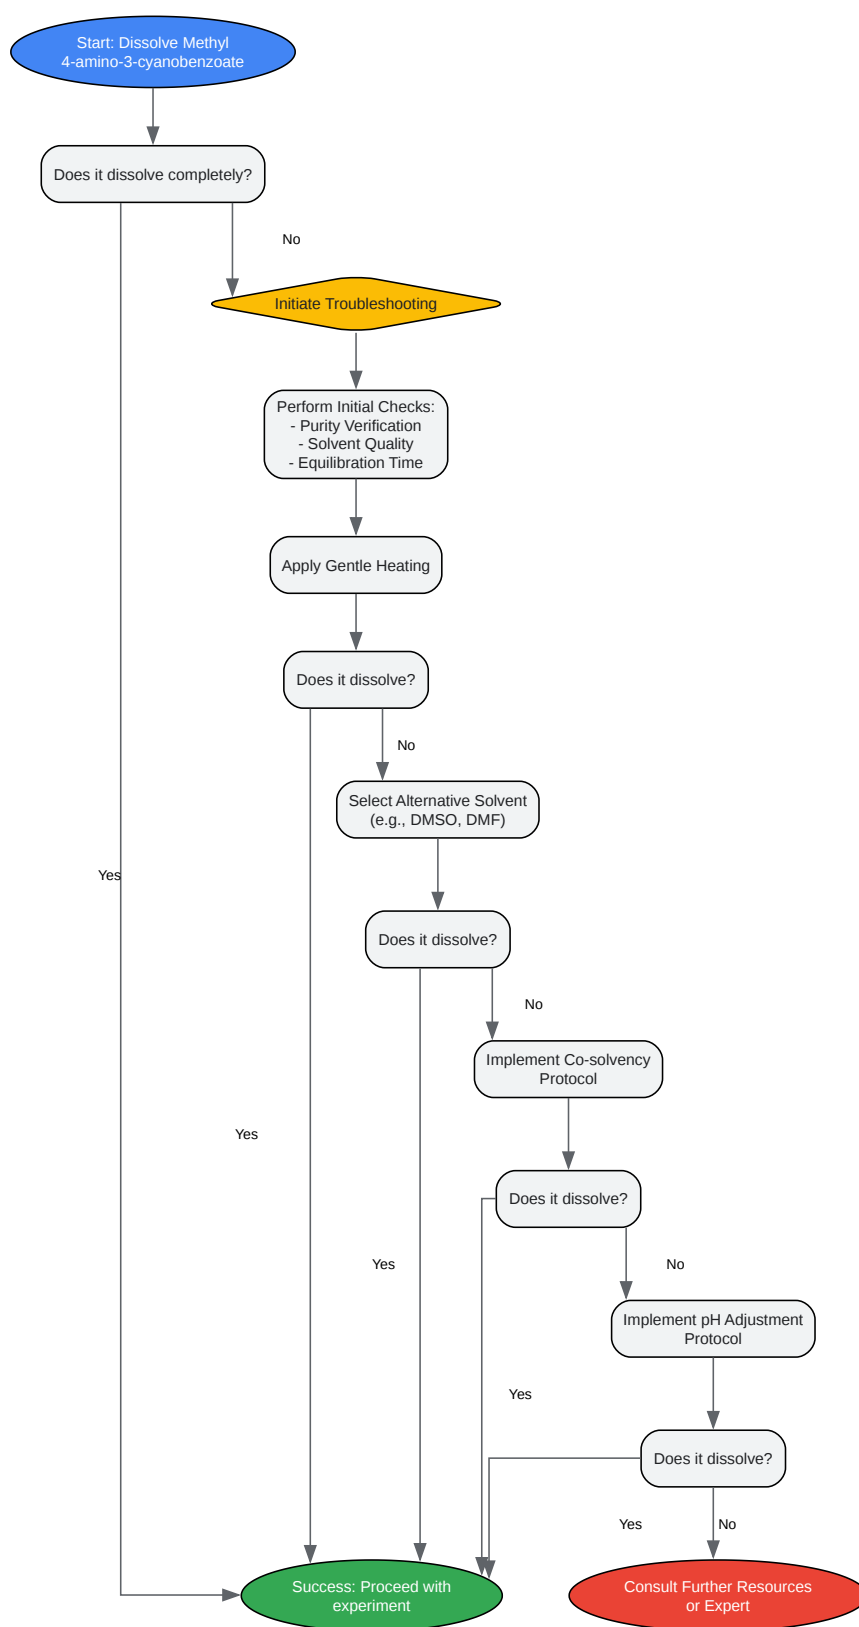 Start: Dissolve Methyl
4-amino-3-cyanobenzoate
Does it dissolve completely?
No
Initiate Troubleshooting
Perform Initial Checks:
- Purity Verification
- Solvent Quality
- Equilibration Time
Apply Gentle Heating
Does it dissolve?
No
Select Alternative Solvent
(e.g., DMSO, DMF)
Yes
Does it dissolve?
No
Implement Co-solvency
Protocol
Yes
Does it dissolve?
Yes
No
Implement pH Adjustment
Protocol
Yes
Does it dissolve?
Yes
No
Success: Proceed with
experiment
Consult Further Resources
or Expert